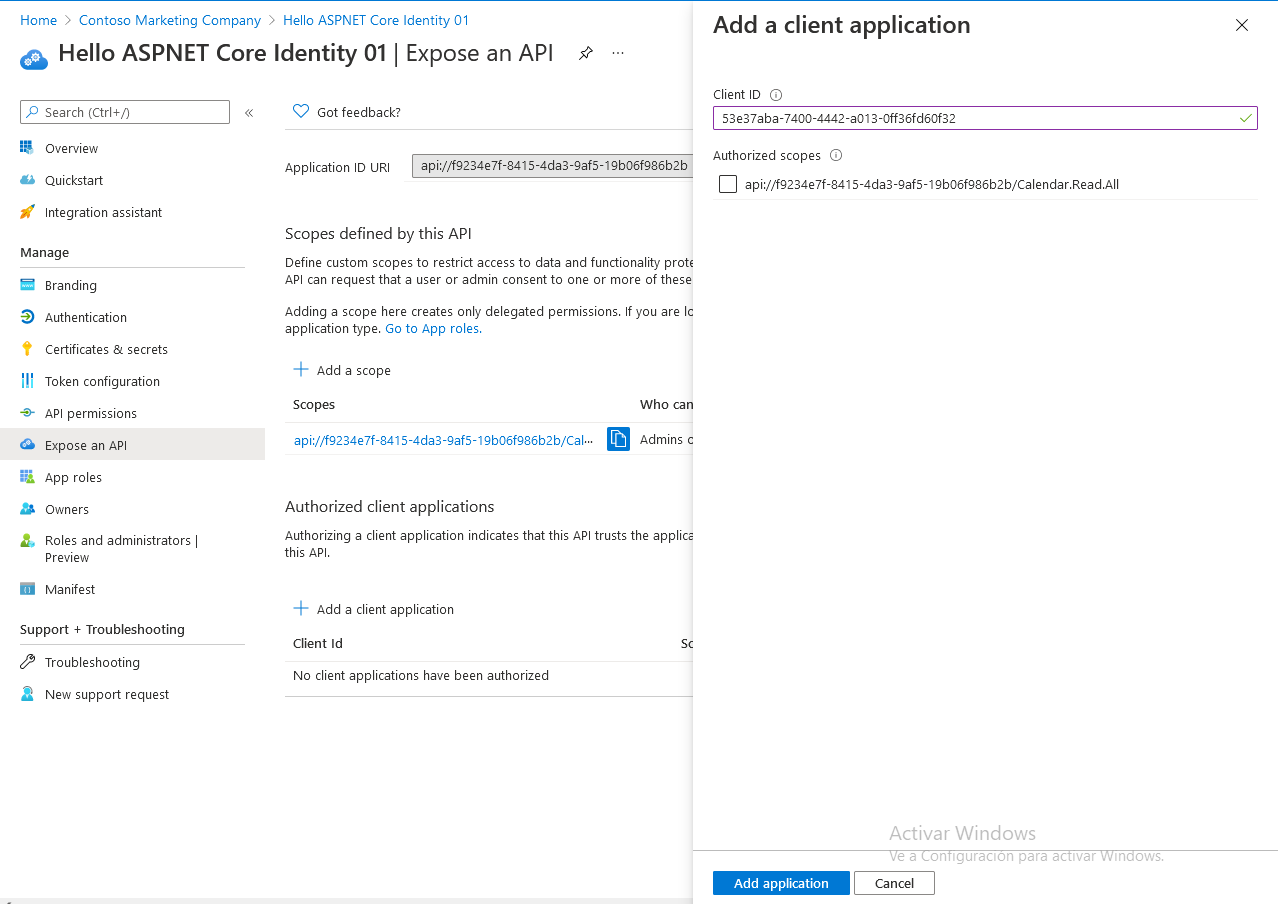 Home > Contoso Marketing Company > Hello ASPNET Core Identity 01
Hello ASPNET Core Identity 01 | Expose an API
Search (Ctrl+/)
Overview
Quickstart
Integration assistant
Manage
Branding
Authentication
Certificates & secrets
Token configuration
API permissions
Expose an API
App roles
Owners
Roles and administrators |
Preview
Manifest
Support + Troubleshooting
Troubleshooting
New support request
Got feedback?
Application ID URI
api://f9234e7f-8415-4da3-9af5-19b06f986b2b
Scopes defined by this API
Define custom scopes to restrict access to data and functionality prote
API can request that a user or admin consent to one or more of these
Adding a scope here creates only delegated permissions. If you are lo
application type. Go to App roles.
Add a scope
Scopes Who can
api://f9234e7f-8415-4da3-9af5-19b06f986b2b/Cal... Admins o
Authorized client applications
Authorizing a client application indicates that this API trusts the applica
this API.
Add a client application
Client Id Sc
No client applications have been authorized
Add a client application
Client ID
53e37aba-7400-4442-a013-0ff36fd60f32
Authorized scopes
api://f9234e7f-8415-4da3-9af5-19b06f986b2b/Calendar.Read.All
Activar Windows
Ve a Configuración para activar Windows.
Add application Cancel